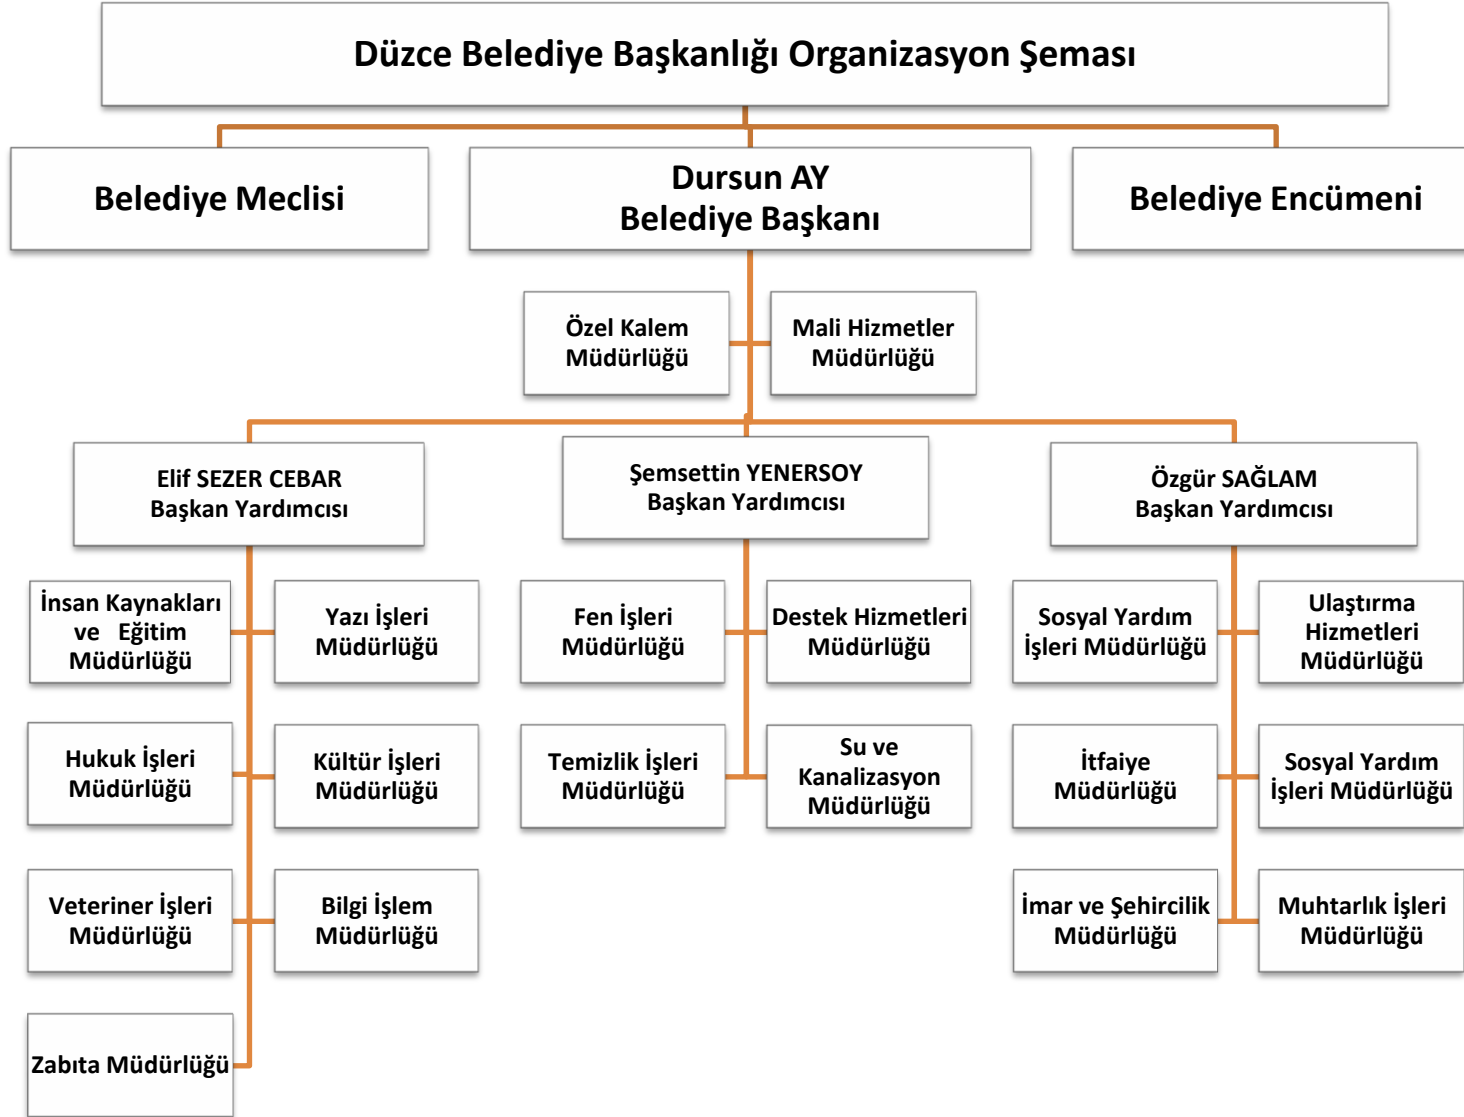 Düzce Belediye Başkanlığı Organizasyon Şeması
Belediye Meclisi
Dursun AY
Belediye Başkanı
Belediye Encümeni
Özel Kalem
Müdürlüğü
Mali Hizmetler
Müdürlüğü
Elif SEZER CEBAR
Başkan Yardımcısı
Şemsettin YENERSOY
Başkan Yardımcısı
Özgür SAĞLAM
Başkan Yardımcısı
İnsan Kaynakları
ve Eğitim
Müdürlüğü
Yazı İşleri
Müdürlüğü
Fen İşleri
Müdürlüğü
Destek Hizmetleri
Müdürlüğü
Sosyal Yardım
İşleri Müdürlüğü
Ulaştırma
Hizmetleri
Müdürlüğü
Hukuk İşleri
Müdürlüğü
Kültür İşleri
Müdürlüğü
Temizlik İşleri
Müdürlüğü
Su ve
Kanalizasyon
Müdürlüğü
İtfaiye
Müdürlüğü
Sosyal Yardım
İşleri Müdürlüğü
Veteriner İşleri
Müdürlüğü
Bilgi İşlem
Müdürlüğü
İmar ve Şehircilik
Müdürlüğü
Muhtarlık İşleri
Müdürlüğü
Zabıta Müdürlüğü